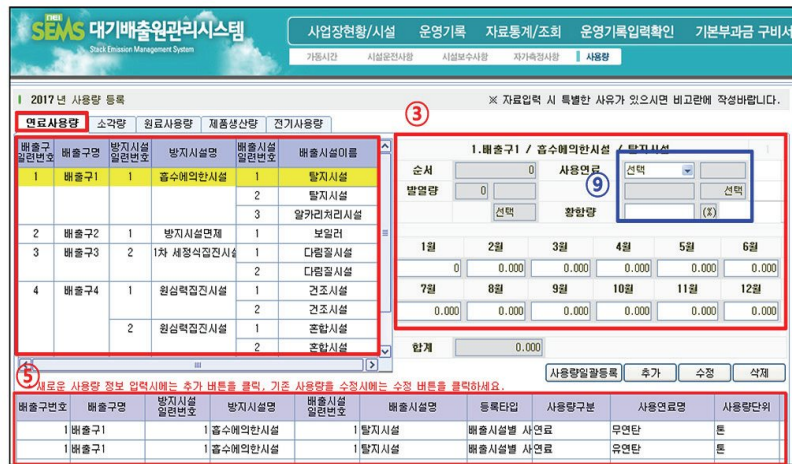 SEMS 대기배출원관리시스템
Stack Emission Management System
사업장현황/시설 운영기록 자료통계/조회 운영기록입력확인 기본부과금 구비서
가동시간 시설운전사항 시설보수사항 자가측정사항 사용량
2017년 사용량 등록 ※ 자료입력 시 특별한 사유가 있으시면 비고란에 작성바랍니다.
연료사용량 소각량 원료사용량 제품생산량 전기사용량
③
배출구 일련번호 배출구명 방지시설 일련번호 방지시설명 배출시설 일련번호 배출시설이름
1 배출구1 1 흡수에의한시설 1 탈지시설
2 탈지시설
3 알카리처리시설
2 배출구2 1 방지시설면제 1 보일러
3 배출구3 2 1차 세정식집진시설 1 다림질시설
2 다림질시설
4 배출구4 1 원심력집진시설 1 건조시설
2 건조시설
2 원심력집진시설 1 혼합시설
2 혼합시설
1.배출구1 / 흡수에의한시설 / 탈지시설 1
순서 0 사용연료 선택
⑨
발열량 0 선택
선택 황함량 (%)
1월 2월 3월 4월 5월 6월
0 0.000 0.000 0.000 0.000 0.000
7월 8월 9월 10월 11월 12월
0.000 0.000 0.000 0.000 0.000 0.000
합계 0.000
사용량일괄등록 추가 수정 삭제
⑤
새로운 사용량 정보 입력시에는 추가 버튼을 클릭, 기존 사용량을 수정시에는 수정 버튼을 클릭하세요.
배출구번호 배출구명 방지시설 일련번호 방지시설명 배출시설 일련번호 배출시설명 등록타입 사용량구분 사용연료명 사용량단위
1 배출구1 1 흡수에의한시설 1 탈지시설 배출시설별 사 연료 무연탄 톤
1 배출구1 1 흡수에의한시설 1 탈지시설 배출시설별 사 연료 유연탄 톤